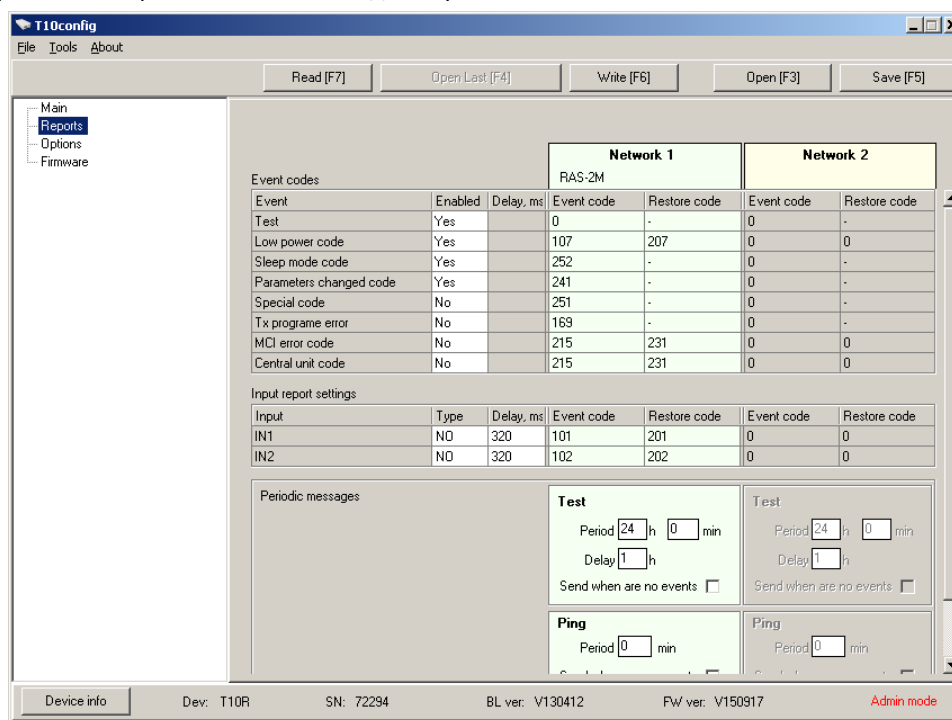 T10config
File Tools About
Read [F7] Open Last [F4] Write [F6] Open [F3] Save [F5]
Main
Reports
Options
Firmware
Network 1 Network 2
Event codes RAS-2M
Event Enabled Delay, ms Event code Restore code Event code Restore code
Test Yes 0 - 0 -
Low power code Yes 107 207 0 0
Sleep mode code Yes 252 - 0 -
Parameters changed code Yes 241 - 0 -
Special code No 251 - 0 -
Tx programe error No 169 - 0 -
MCI error code No 215 231 0 0
Central unit code No 215 231 0 0
Input report settings
Input Type Delay, ms Event code Restore code Event code Restore code
IN1 NO 320 101 201 0 0
IN2 NO 320 102 202 0 0
Periodic messages
Test Test
Period 24 h 0 min Period 24 h 0 min
Delay 1 h Delay 1 h
Send when are no events Send when are no events
Ping Ping
Period 0 min Period 0 min
Device info Dev: T10R SN: 72294 BL ver: V130412 FW ver: V150917 Admin mode